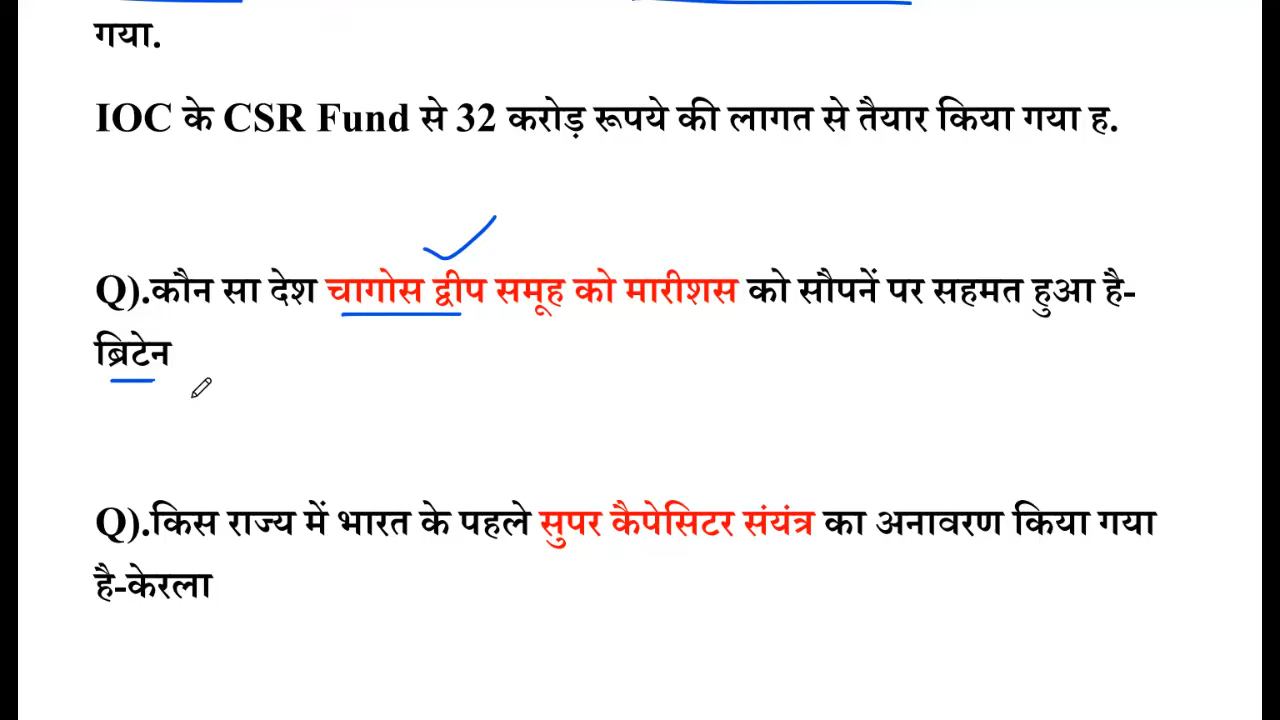 गया.
IOC के CSR Fund से 32 करोड़ रूपये की लागत से तैयार किया गया ह.
Q).कौन सा देश चागोस द्वीप समूह को मारीशस को सौपनें पर सहमत हुआ है-
ब्रिटेन
Q).किस राज्य में भारत के पहले सुपर कैपेसिटर संयंत्र का अनावरण किया गया
है-केरला